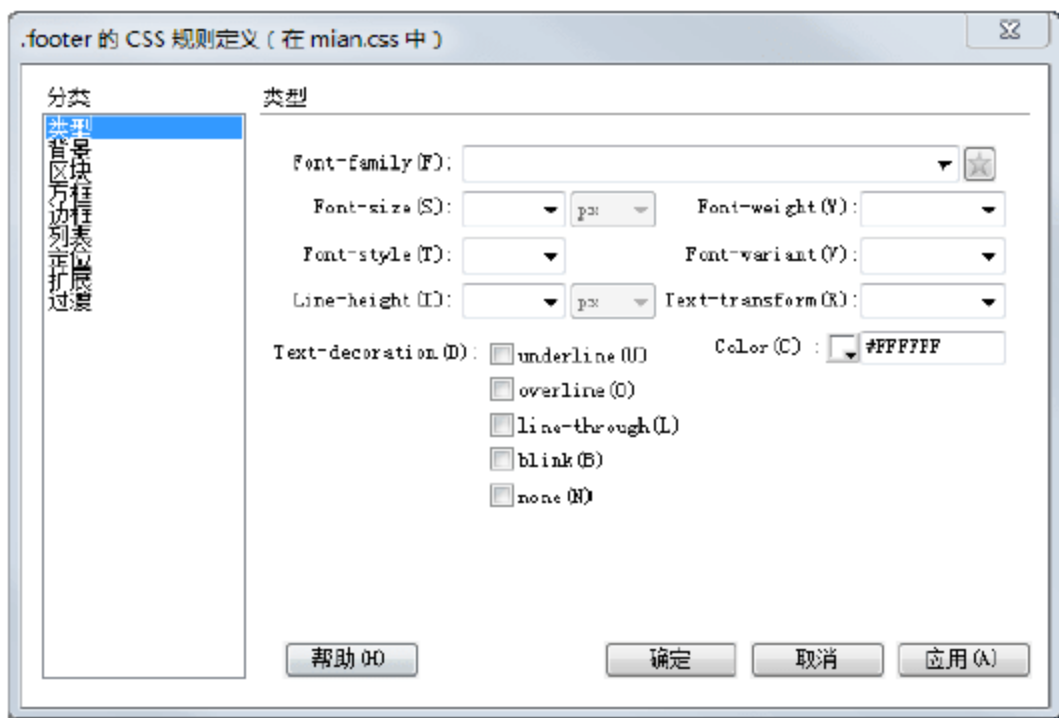 .footer 的 CSS 规则定义（在 mian.css 中）
分类
类型
背景
区块
方框
边框
列表
定位
扩展
过渡
类型
Font-family(F):
Font-size(S): px Font-weight(W):
Font-style(T): Font-variant(V):
Line-height(I): px Text-transform(R):
Text-decoration(D): underline(U) Color(C) : #FFFFFF
overline(O)
line-through(L)
blink(B)
none(N)
帮助(H) 确定 取消 应用(A)